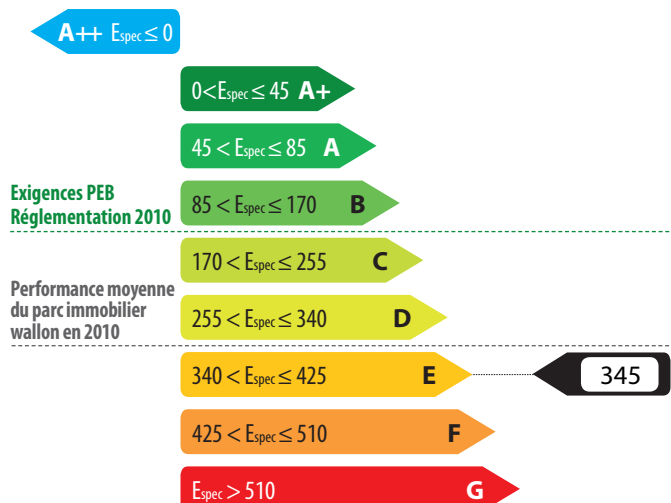 A++ Espec ≤ 0
0<Espec ≤ 45 A+
45 < Espec ≤ 85 A
Exigences PEB
Réglementation 2010
85 < Espec ≤ 170 B
170 < Espec ≤ 255 C
Performance moyenne
du parc immobilier
wallon en 2010
255 < Espec ≤ 340 D
340 < Espec ≤ 425 E
345
425 < Espec ≤ 510 F
Espec > 510 G